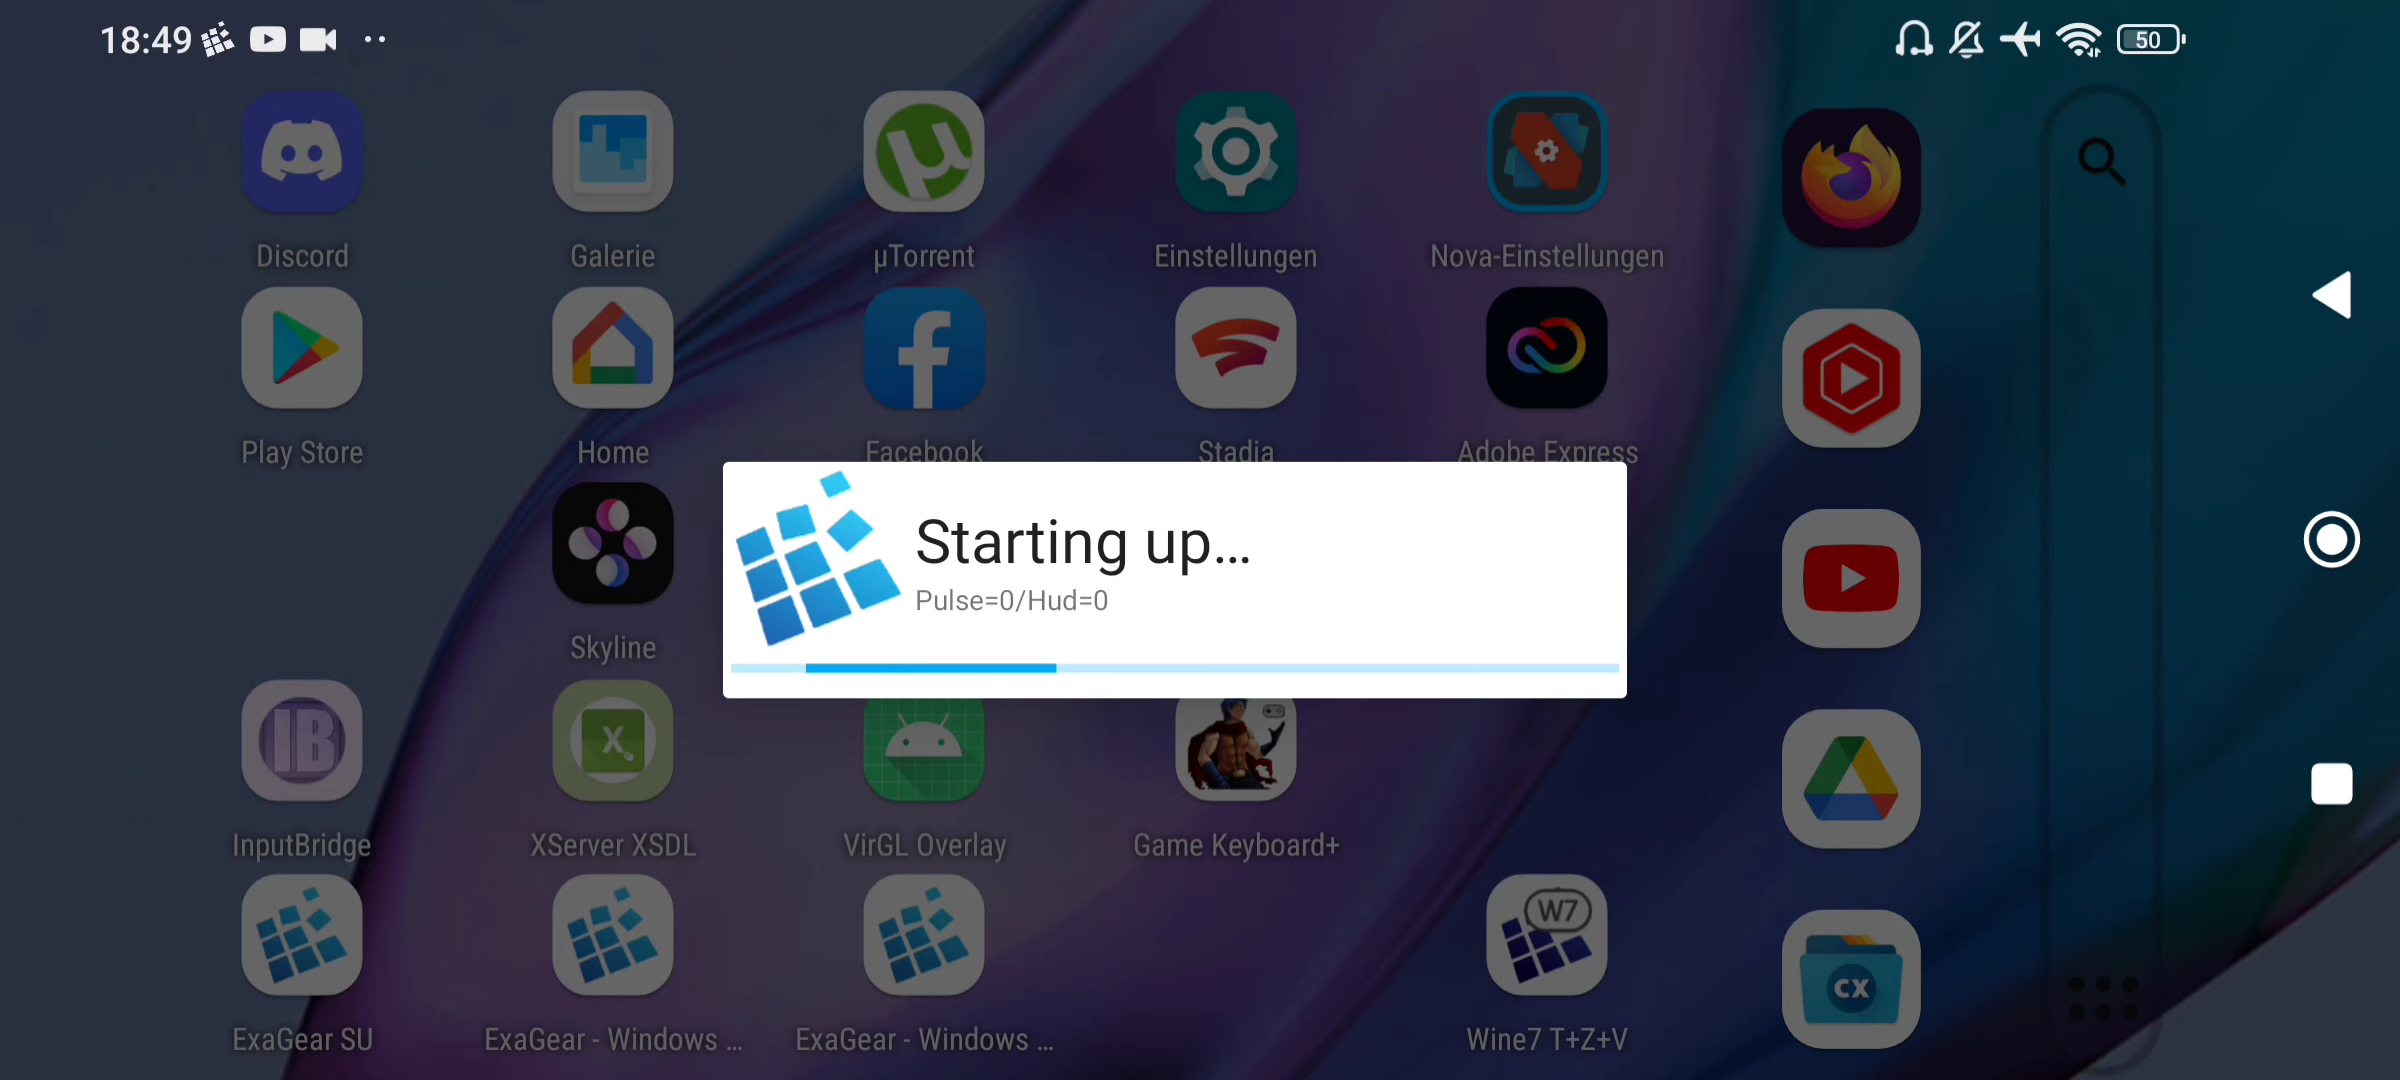 18:49
50
Discord
Galerie
µTorrent
Einstellungen
Nova-Einstellungen
Play Store
Home
Facebook
Stadia
Adobe Express
Starting up...
Pulse=0/Hud=0
Skyline
IB
X
InputBridge
XServer XSDL
VirGL Overlay
Game Keyboard+
W7
CX
ExaGear SU
ExaGear - Windows ...
ExaGear - Windows ...
Wine7 T+Z+V